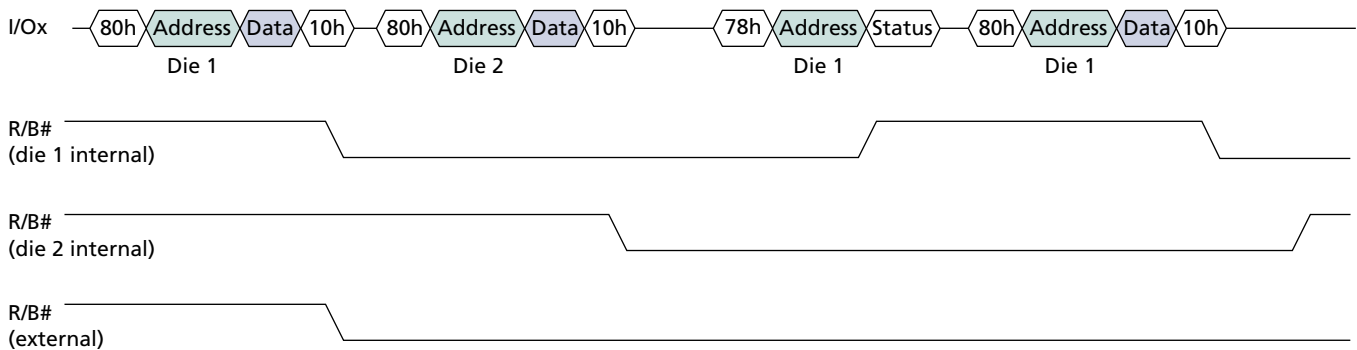 I/Ox 80h Address Data 10h 80h Address Data 10h 78h Address Status 80h Address Data 10h
Die 1 Die 2 Die 1 Die 1
R/B#
(die 1 internal)
R/B#
(die 2 internal)
R/B#
(external)